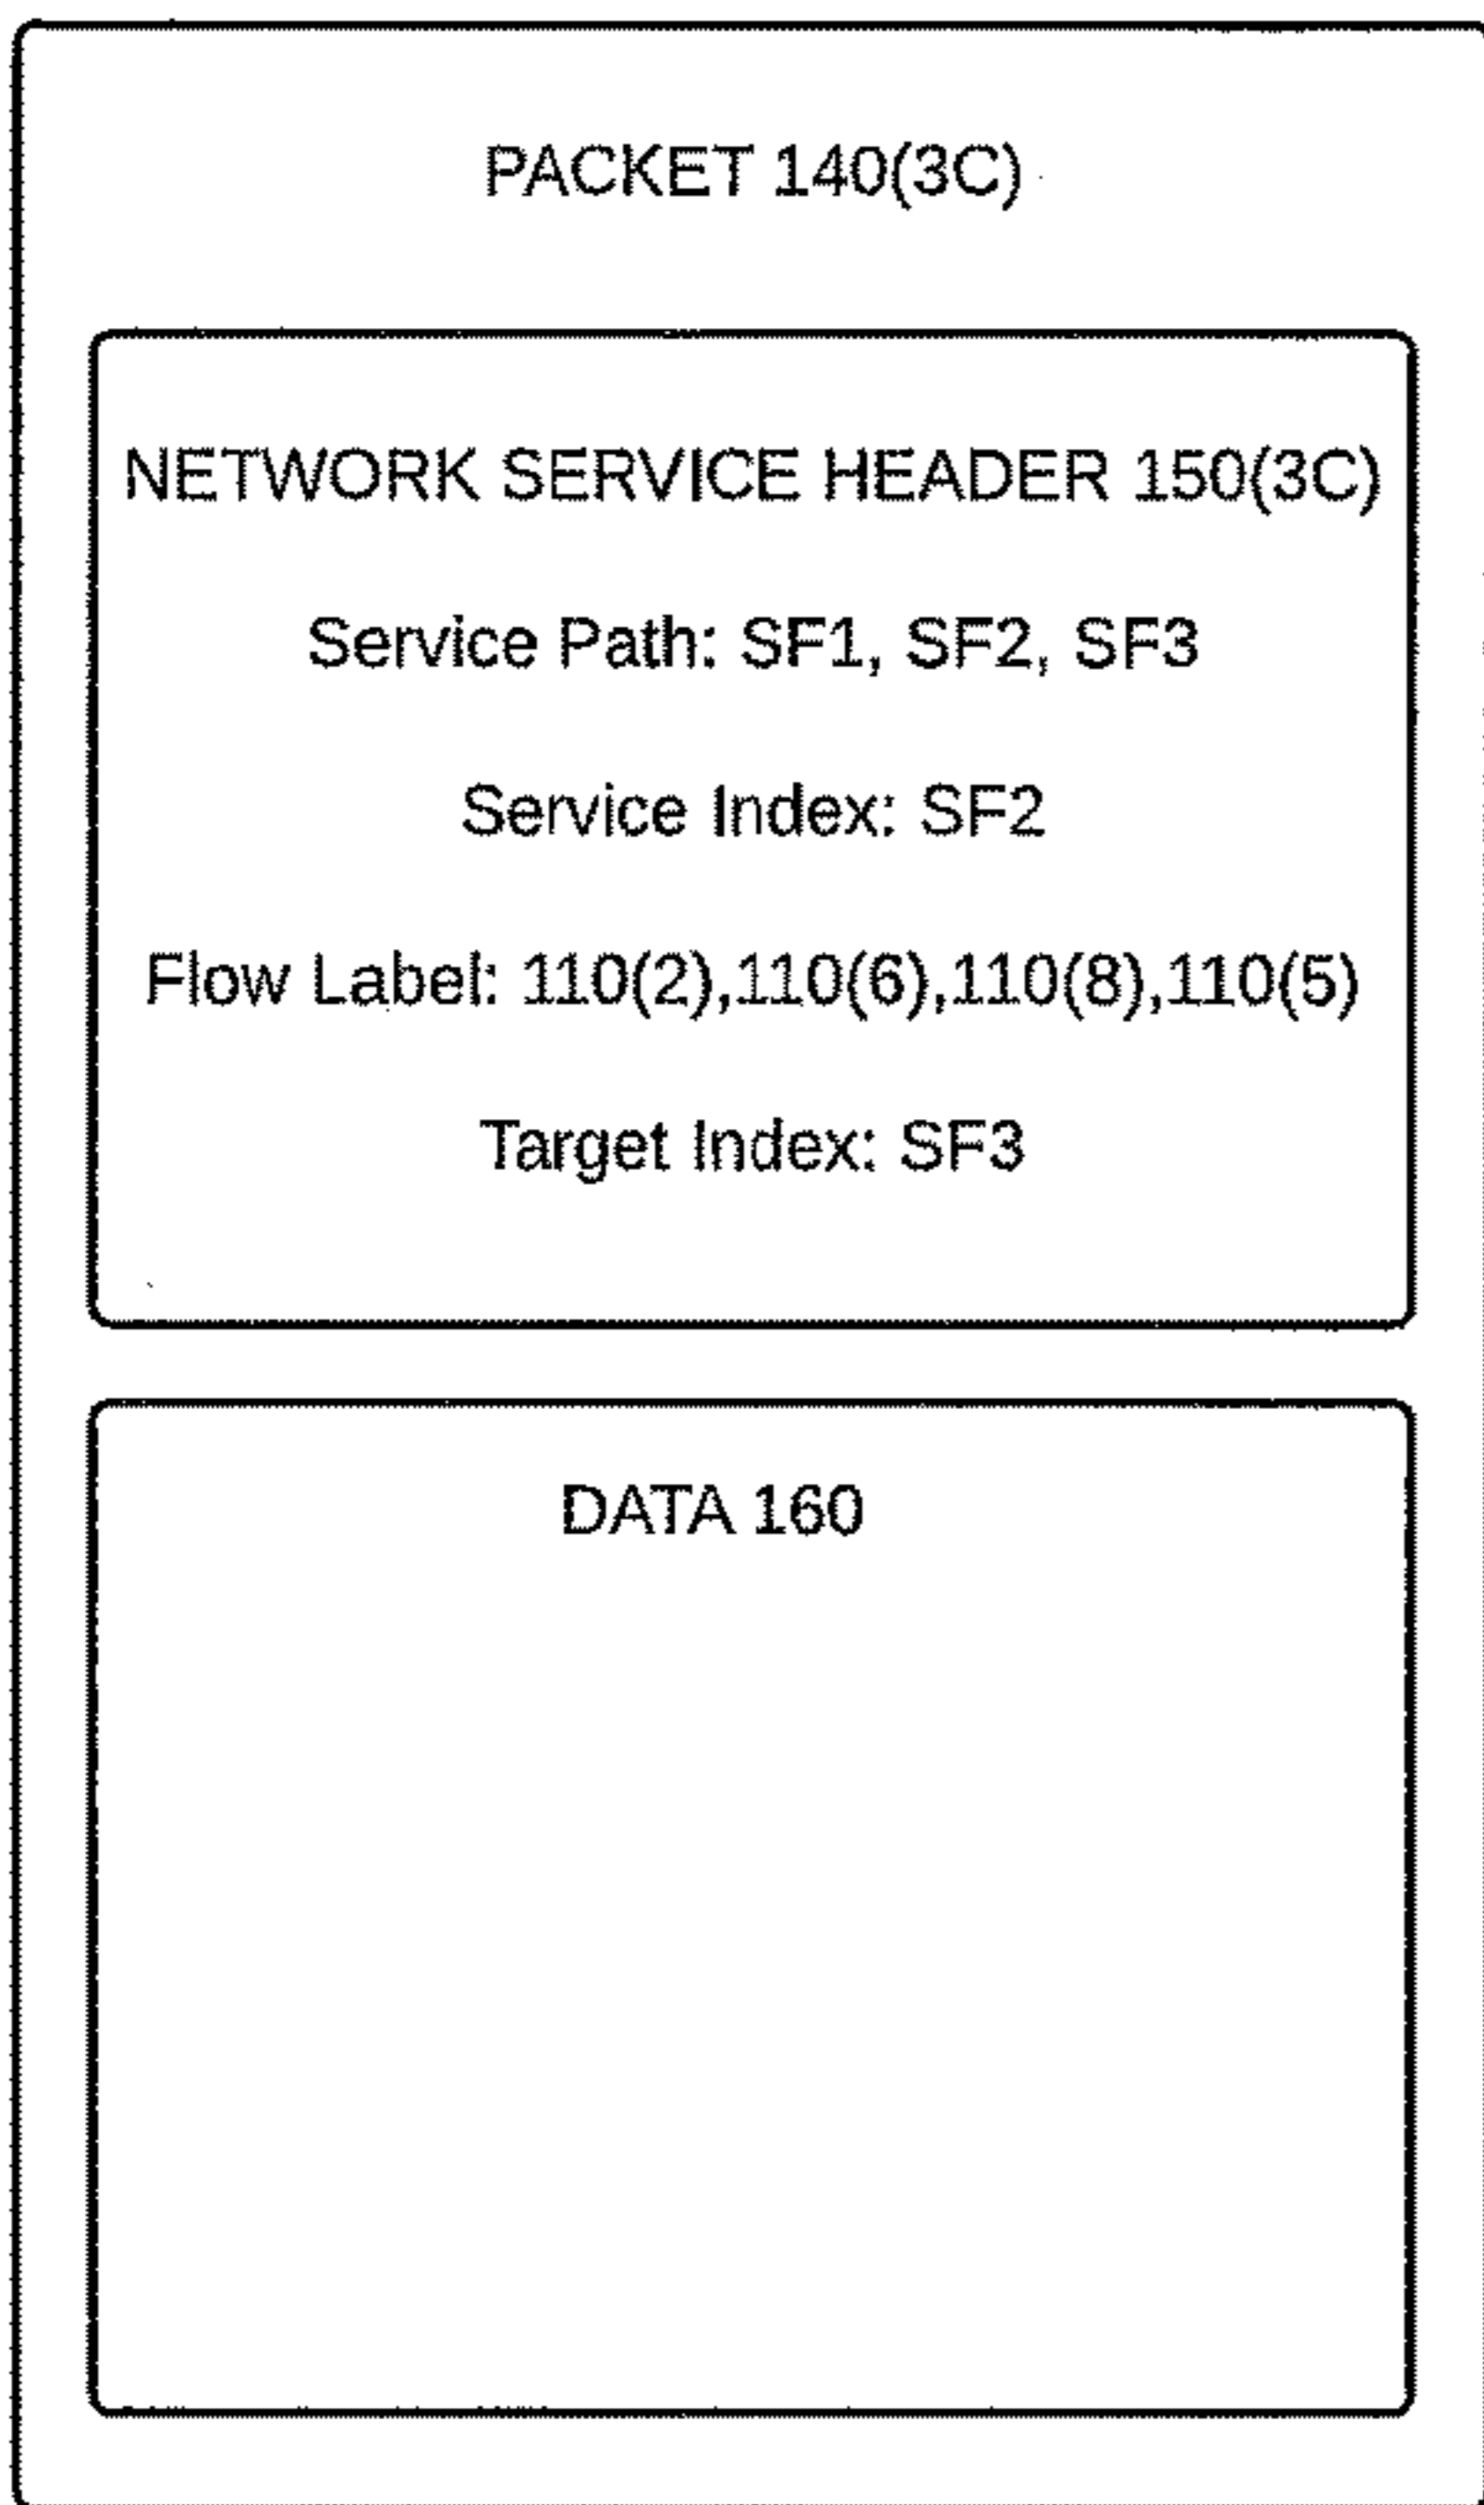 PACKET 140(3C)
NETWORK SERVICE HEADER 150(3C)
Service Path: SF1, SF2, SF3
Service Index: SF2
Flow Label: 110(2),110(6),110(8),110(5)
Target Index: SF3
DATA 160